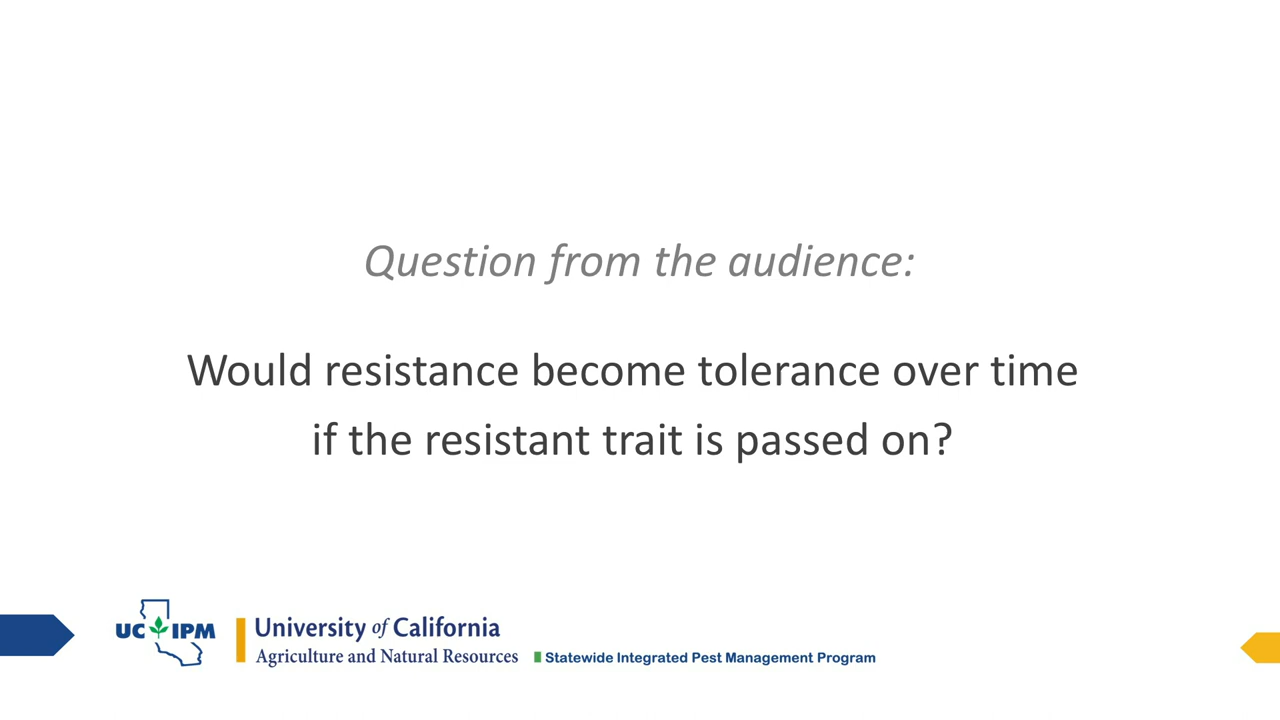 Question from the audience:
Would resistance become tolerance over time
if the resistant trait is passed on?
UC IPM
University of California
Agriculture and Natural Resources
Statewide Integrated Pest Management Program